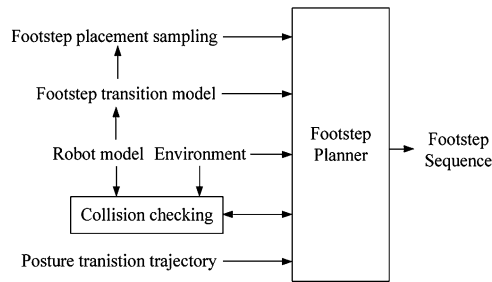 Footstep placement sampling
Footstep transition model
Robot model
Environment
Collision checking
Posture tranistion trajectory
Footstep
Planner
Footstep
Sequence